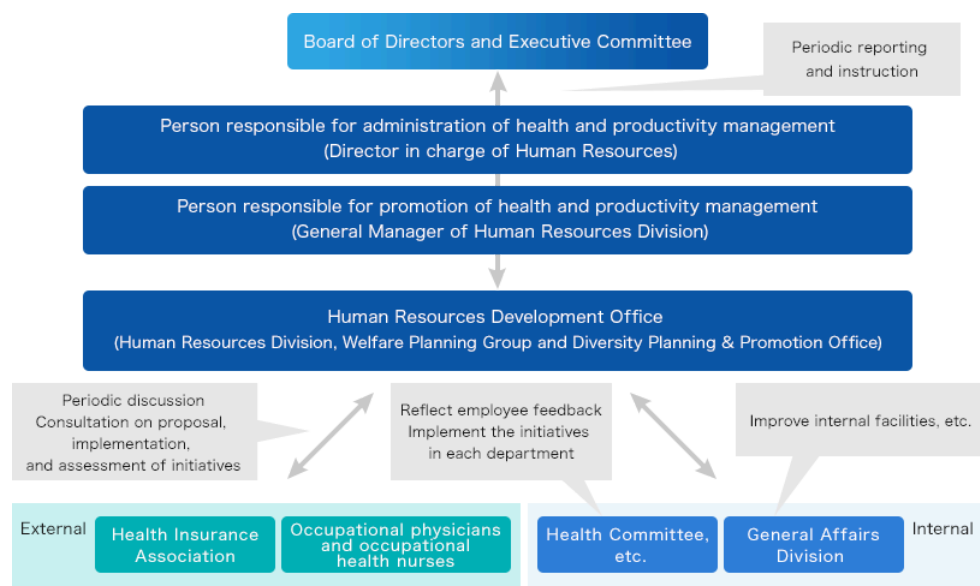 Board of Directors and Executive Committee
Periodic reporting
and instruction
Person responsible for administration of health and productivity management
(Director in charge of Human Resources)
Person responsible for promotion of health and productivity management
(General Manager of Human Resources Division)
Human Resources Development Office
(Human Resources Division, Welfare Planning Group and Diversity Planning & Promotion Office)
Periodic discussion
Consultation on proposal,
implementation,
and assessment of initiatives
Reflect employee feedback
Implement the initiatives
in each department
Improve internal facilities, etc.
External
Health Insurance
Association
Occupational physicians
and occupational
health nurses
Health Committee,
etc.
General Affairs
Division
Internal